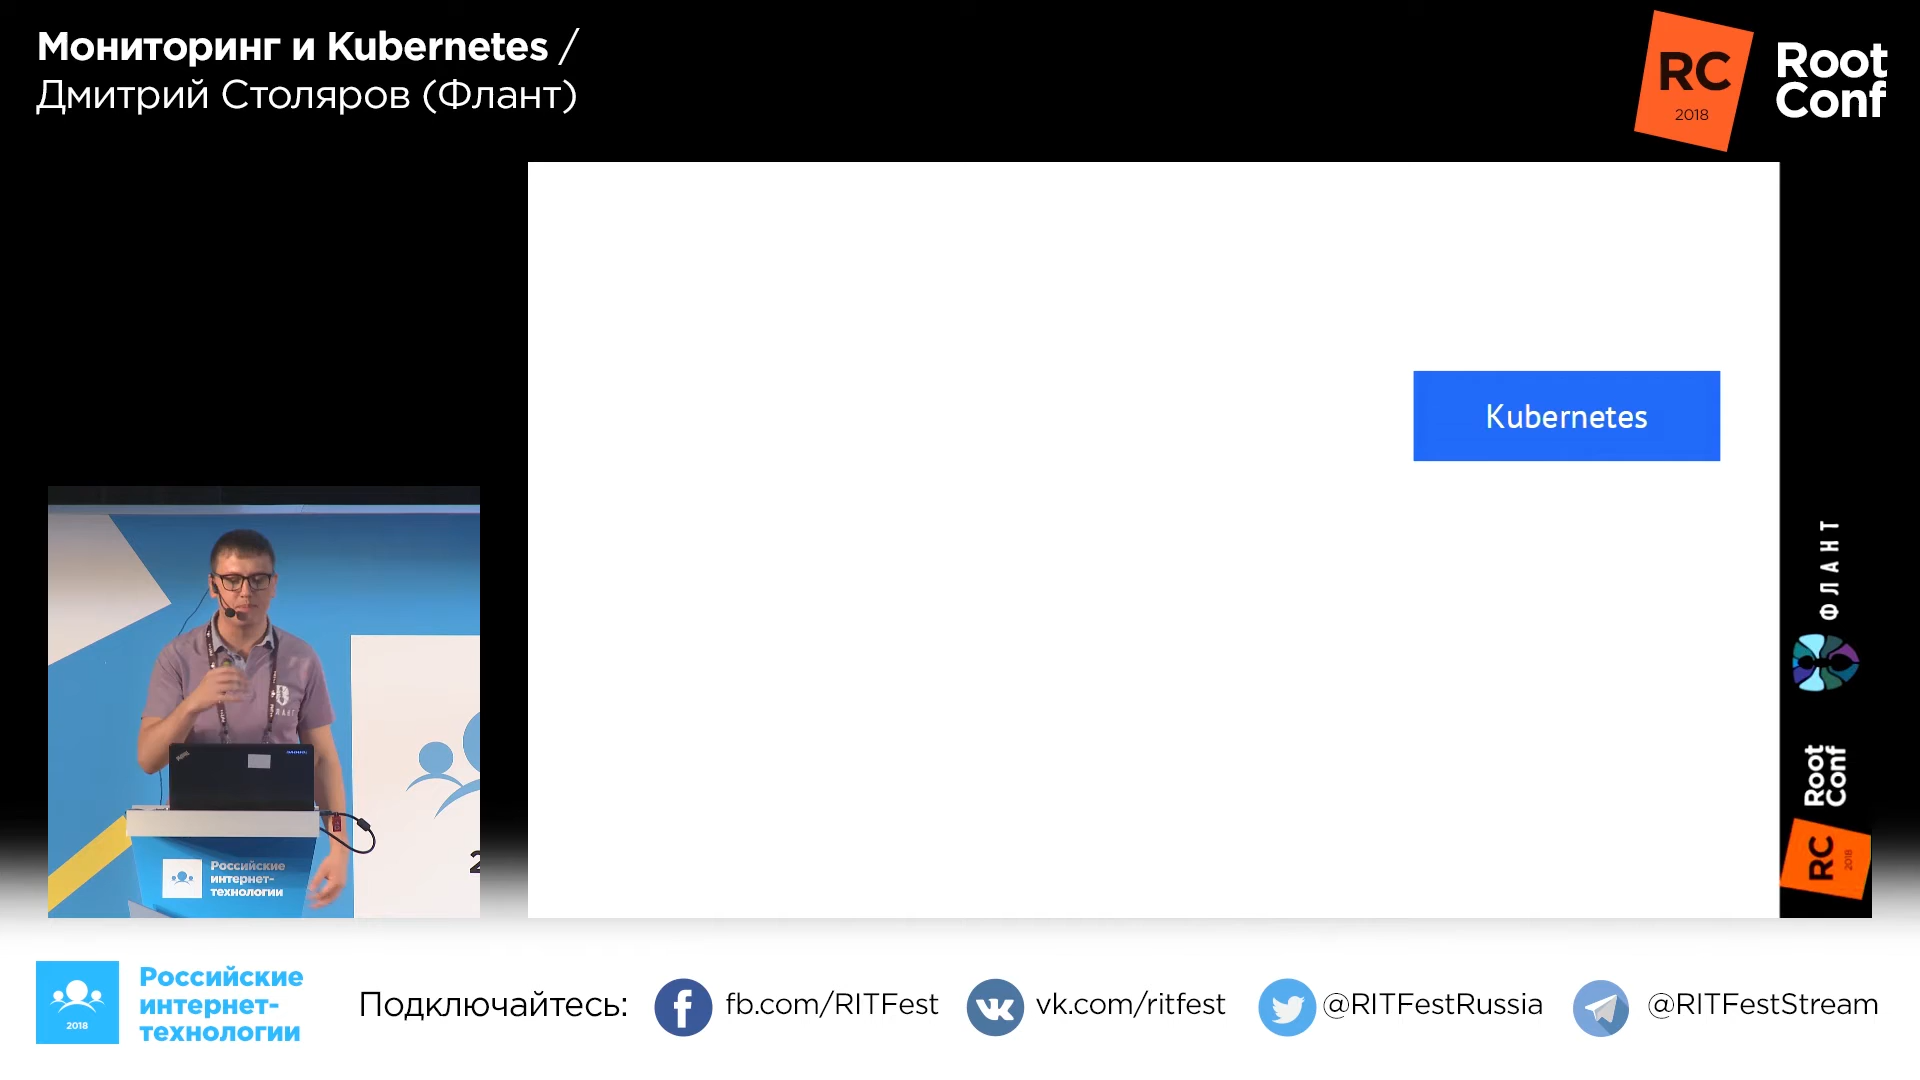 Мониторинг и Kubernetes /
Дмитрий Столяров (Флант)
RC
2018
Root
Conf
Kubernetes
ФЛАНТ
Root
Conf
RC
2018
Российские
интернет-
технологии
2018
Российские
интернет-
технологии
Подключайтесь:
fb.com/RITFest
vk.com/ritfest
@RITFestRussia
@RITFestStream